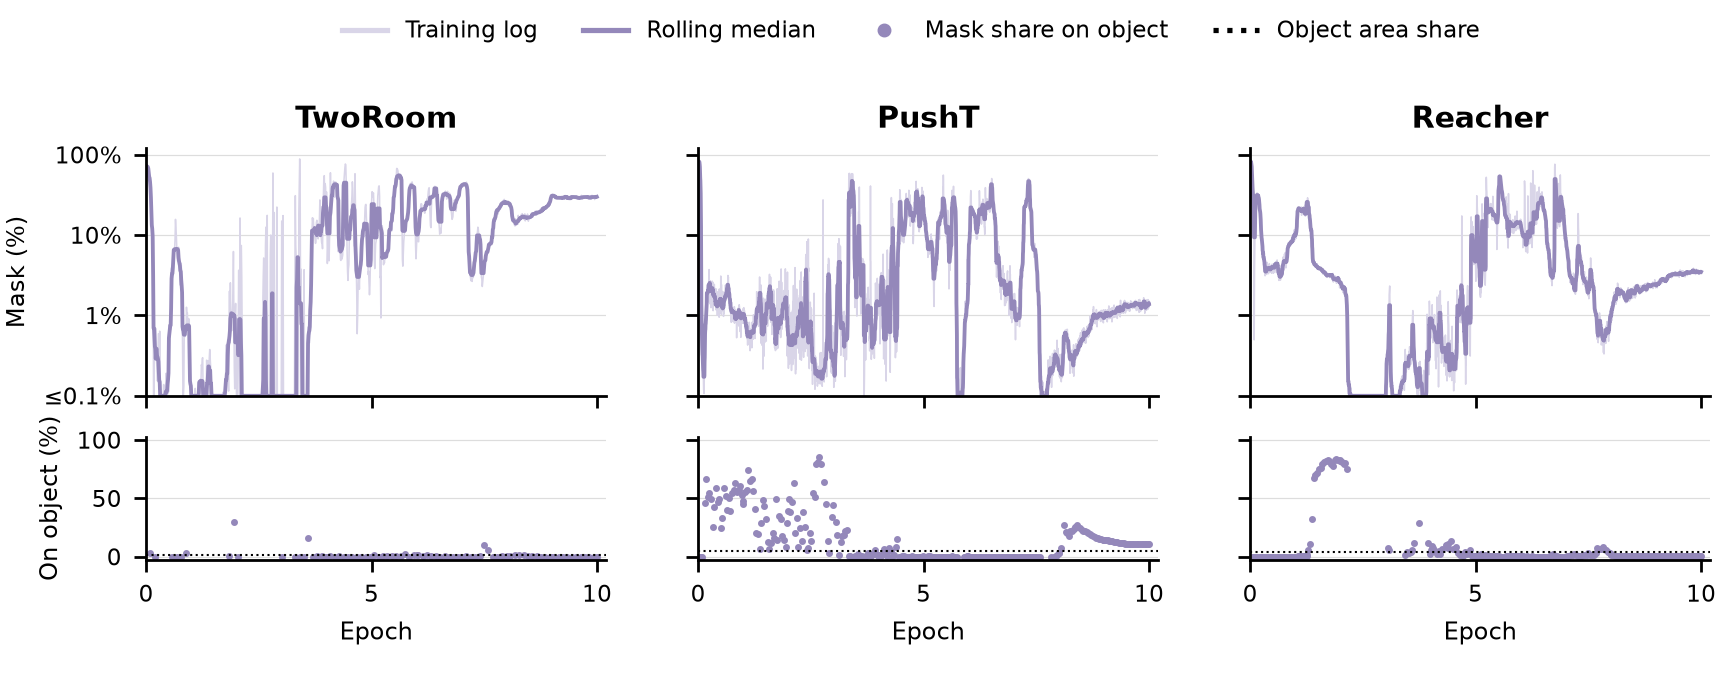 Training log Rolling median Mask share on object Object area share
TwoRoom PushT Reacher
Mask (%)
100%
10%
1%
≤0.1%
On object (%)
100
50
0
0 5 10 0 5 10 0 5 10
Epoch Epoch Epoch